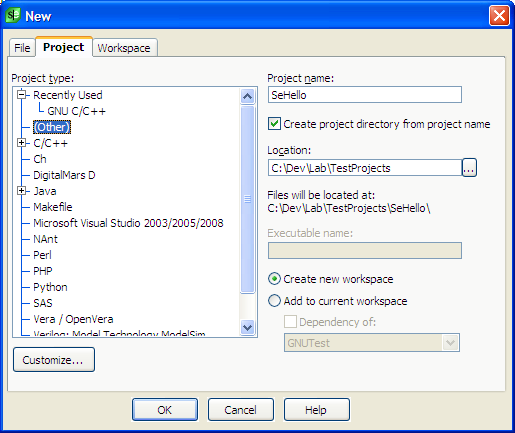 New
File
Project
Workspace
Project type:
Recently Used
GNU C/C++
(Other)
C/C++
Ch
DigitalMars D
Java
Makefile
Microsoft Visual Studio 2003/2005/2008
NAnt
Perl
PHP
Python
SAS
Vera / OpenVera
Verilog: Model Technology ModelSim
Customize...
Project name:
SeHello
Create project directory from project name
Location:
C:\Dev\Lab\TestProjects
...
Files will be located at:
C:\Dev\Lab\TestProjects\SeHello\
Executable name:
Create new workspace
Add to current workspace
Dependency of:
GNUTest
OK
Cancel
Help